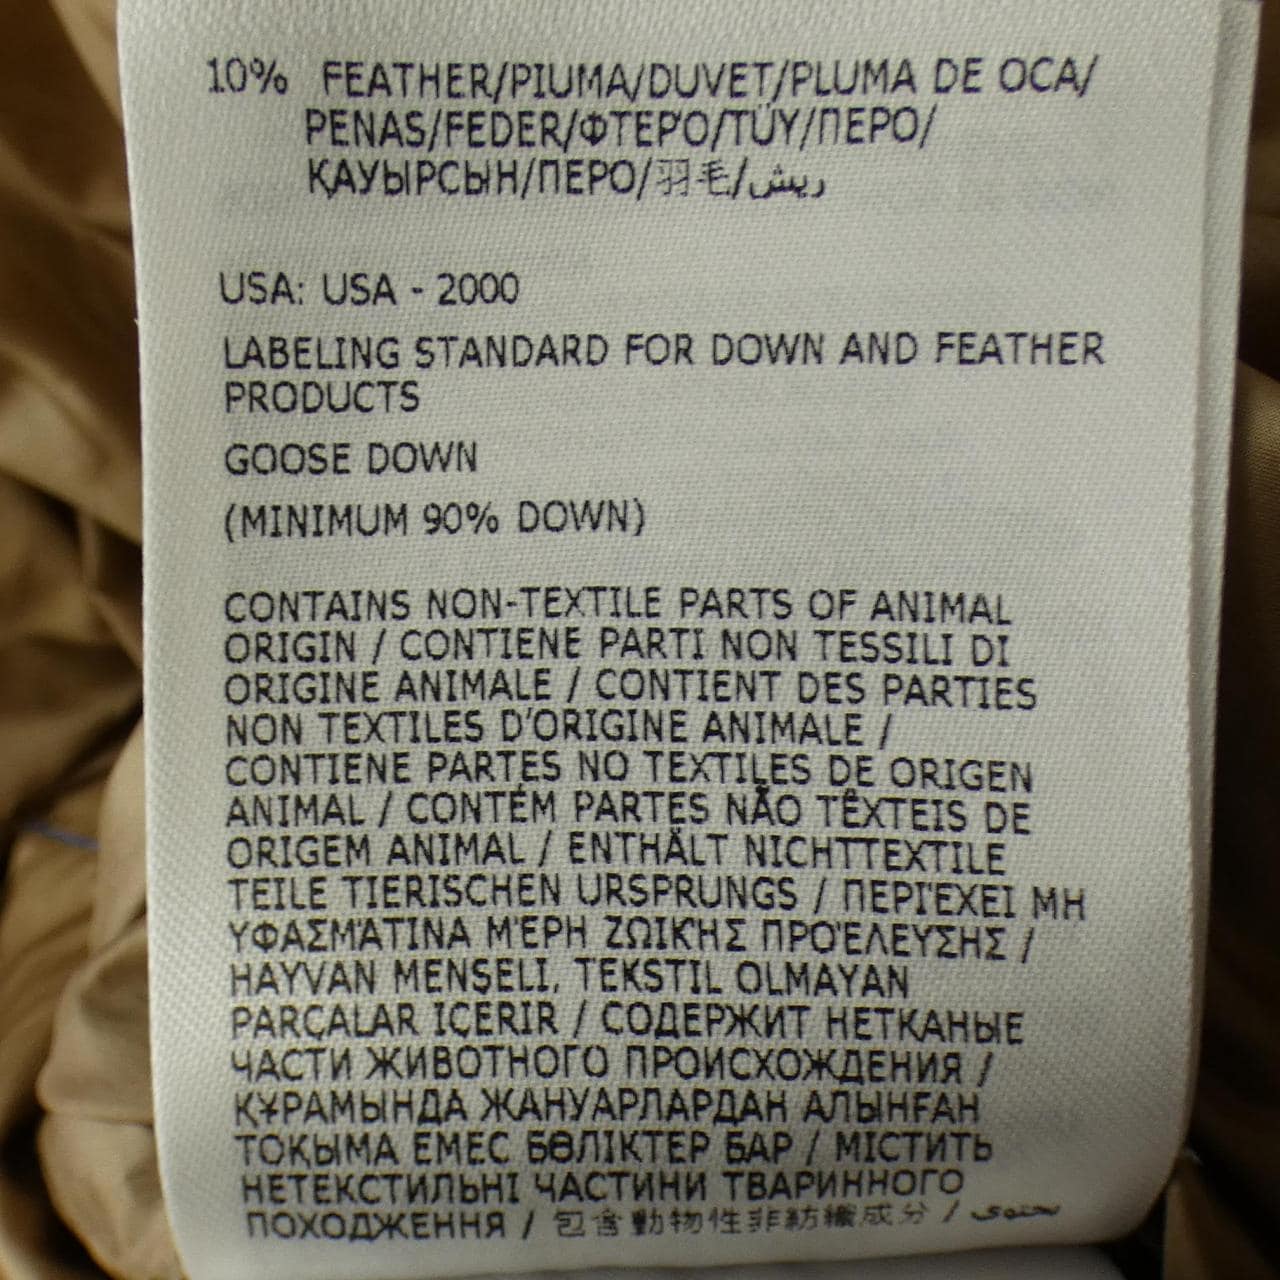 10% FEATHER/PIUMA/DUVET/PLUMA DE OCA/
PENAS/FEDER/ΦΤΕΡΌ/TÜY/ПЕРО/
ҚАУЫРСЫН/ПЕРО/羽毛/ريش
USA: USA - 2000
LABELING STANDARD FOR DOWN AND FEATHER
PRODUCTS
GOOSE DOWN
(MINIMUM 90% DOWN)
CONTAINS NON-TEXTILE PARTS OF ANIMAL
ORIGIN / CONTIENE PARTI NON TESSILI DI
ORIGINE ANIMALE / CONTIENT DES PARTIES
NON TEXTILES D'ORIGINE ANIMALE /
CONTIENE PARTES NO TEXTILES DE ORIGEN
ANIMAL / CONTÉM PARTES NÃO TÊXTEIS DE
ORIGEM ANIMAL / ENTHÄLT NICHTTEXTILE
TEILE TIERISCHEN URSPRUNGS / ΠΕΡΙΈΧΕΙ ΜΗ
ΥΦΑΣΜΆΤΙΝΑ ΜΈΡΗ ΖΩΙΚΉΣ ΠΡΟΈΛΕΥΣΗΣ /
HAYVAN MENŞELI, TEKSTIL OLMAYAN
PARÇALAR IÇERIR / СОДЕРЖИТ НЕТКАНЫЕ
ЧАСТИ ЖИВОТНОГО ПРОИСХОЖДЕНИЯ /
ҚҰРАМЫНДА ЖАНУАРЛАРДАН АЛЫНҒАН
ТОҚЫМА ЕМЕС БӨЛІКТЕР БАР / МІСТИТЬ
НЕТЕКСТИЛЬНІ ЧАСТИНИ ТВАРИННОГО
ПОХОДЖЕННЯ / 包含動物性非紡織成分 /